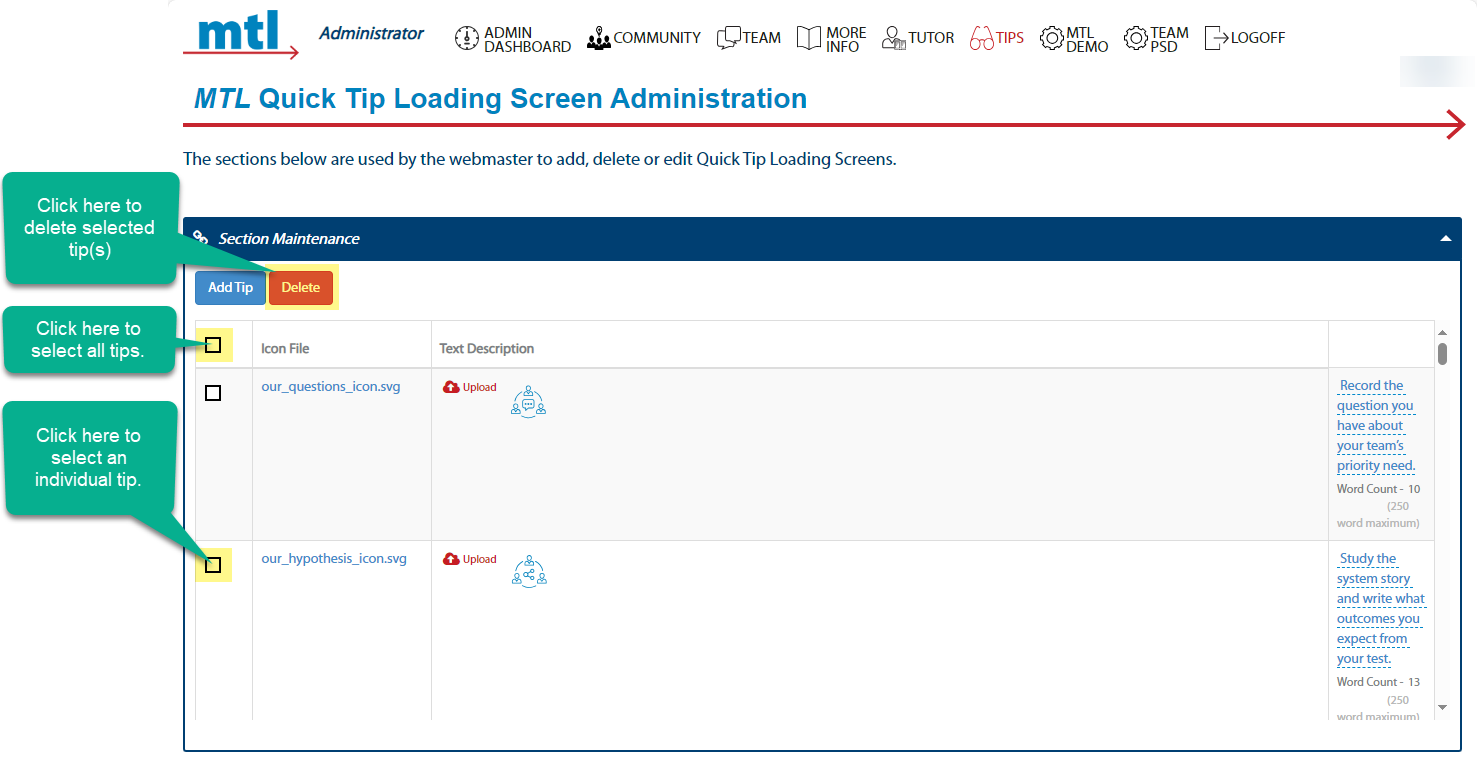 mtl
Administrator
ADMIN
DASHBOARD
COMMUNITY
TEAM
MORE
INFO
TUTOR
TIPS
MTL
DEMO
TEAM
PSD
LOGOFF
MTL Quick Tip Loading Screen Administration
The sections below are used by the webmaster to add, delete or edit Quick Tip Loading Screens.
Click here to
delete selected
tip(s)
Section Maintenance
Add Tip
Delete
Click here to
select all tips.
Icon File
Text Description
our_questions_icon.svg
Upload
Record the
question you
have about
your team’s
priority need.
Word Count - 10
(250
word maximum)
Click here to
select an
individual tip.
our_hypothesis_icon.svg
Upload
Study the
system story
and write what
outcomes you
expect from
your test.
Word Count - 13
(250
word maximum)